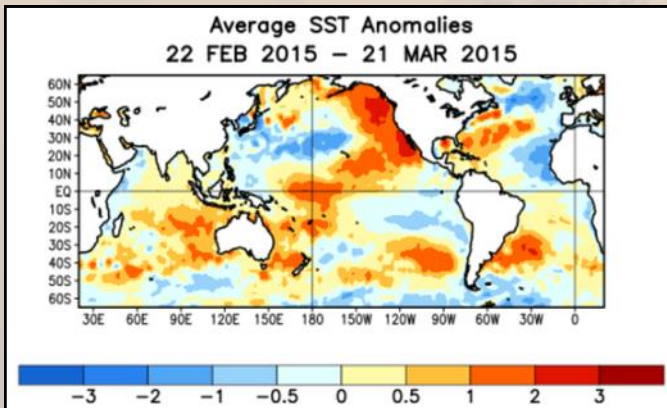 Average SST Anomalies
22 FEB 2015 – 21 MAR 2015
60N
50N
40N
30N
20N
10N
EQ
10S
20S
30S
40S
50S
60S
30E 60E 90E 120E 150E 180 150W 120W 90W 60W 30W 0
-3 -2 -1 -0.5 0 0.5 1 2 3